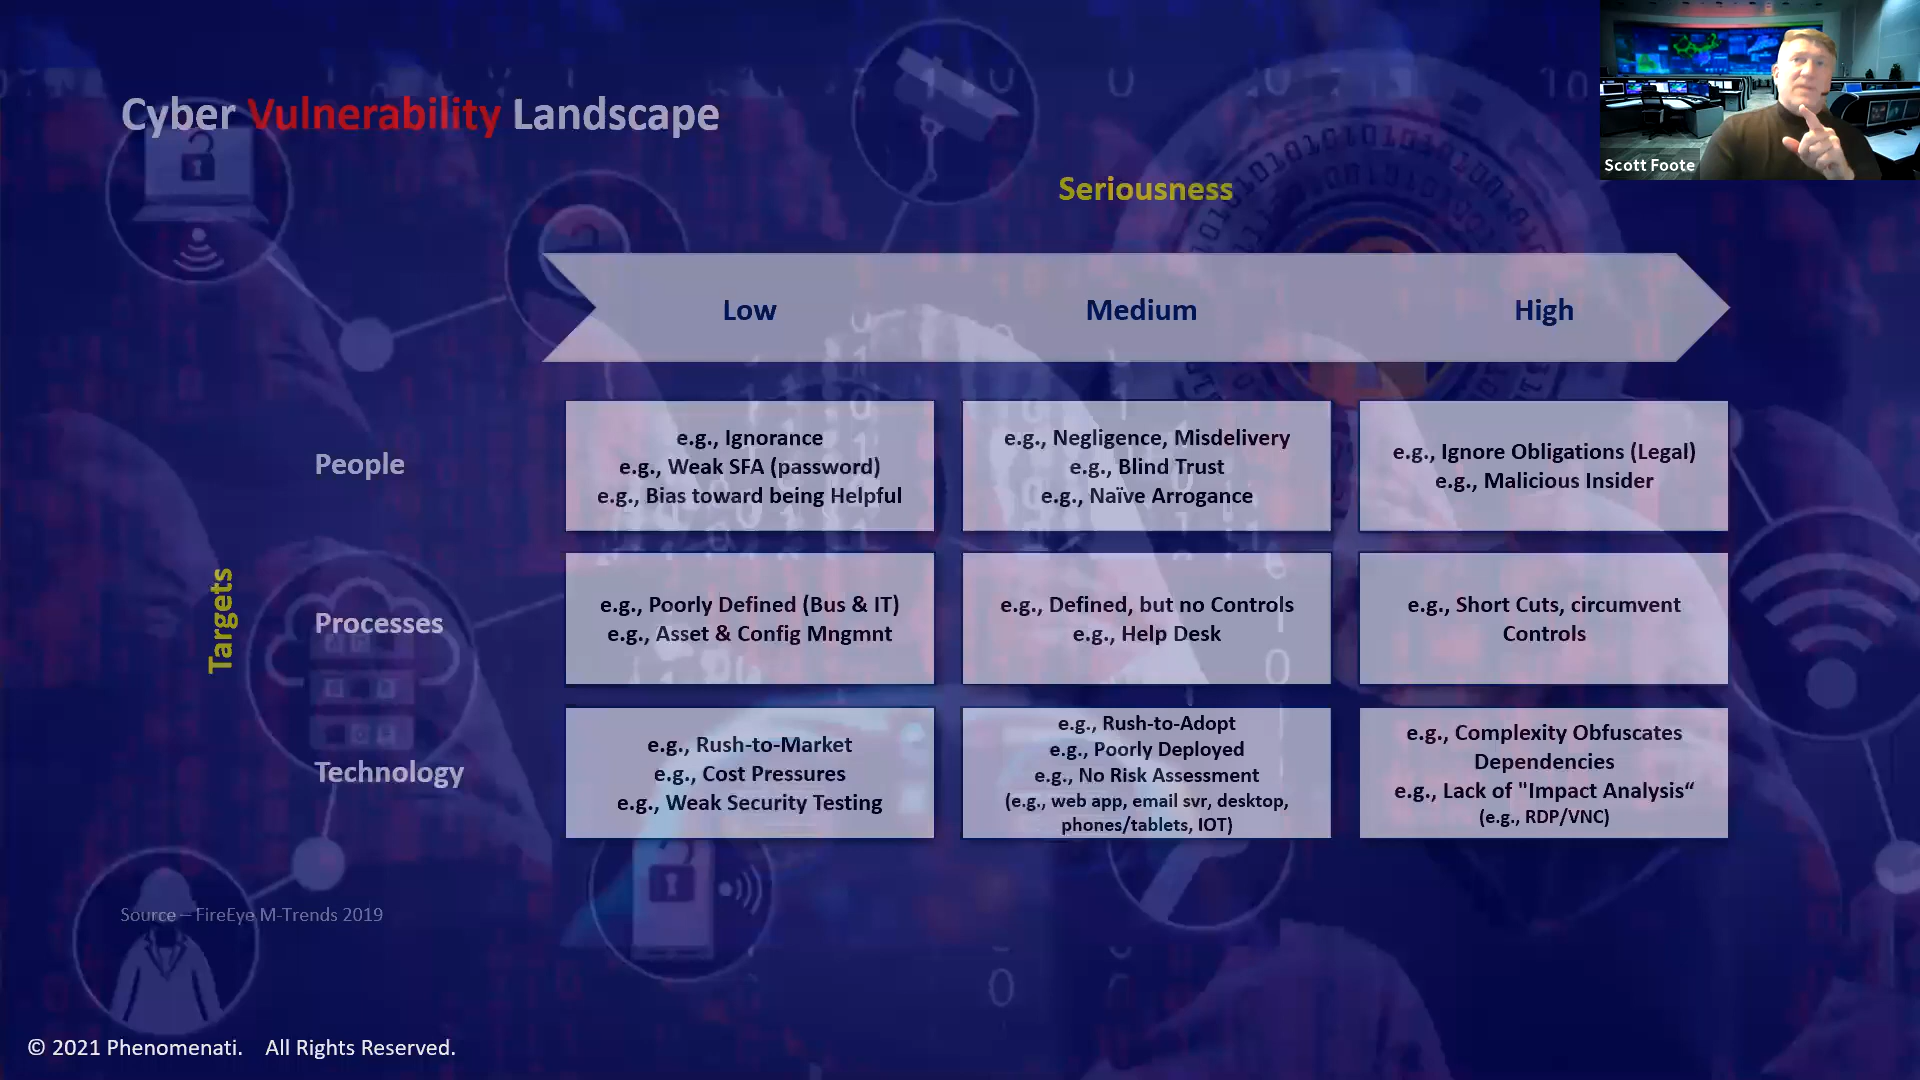 Cyber Vulnerability Landscape
Scott Foote
Seriousness
Low
Medium
High
Targets
People
e.g., Ignorance
e.g., Weak SFA (password)
e.g., Bias toward being Helpful
e.g., Negligence, Misdelivery
e.g., Blind Trust
e.g., Naïve Arrogance
e.g., Ignore Obligations (Legal)
e.g., Malicious Insider
Processes
e.g., Poorly Defined (Bus & IT)
e.g., Asset & Config Mngmnt
e.g., Defined, but no Controls
e.g., Help Desk
e.g., Short Cuts, circumvent
Controls
Technology
e.g., Rush-to-Market
e.g., Cost Pressures
e.g., Weak Security Testing
e.g., Rush-to-Adopt
e.g., Poorly Deployed
e.g., No Risk Assessment
(e.g., web app, email svr, desktop,
phones/tablets, IOT)
e.g., Complexity Obfuscates
Dependencies
e.g., Lack of "Impact Analysis“
(e.g., RDP/VNC)
Source – FireEye M-Trends 2019
© 2021 Phenomenati. All Rights Reserved.